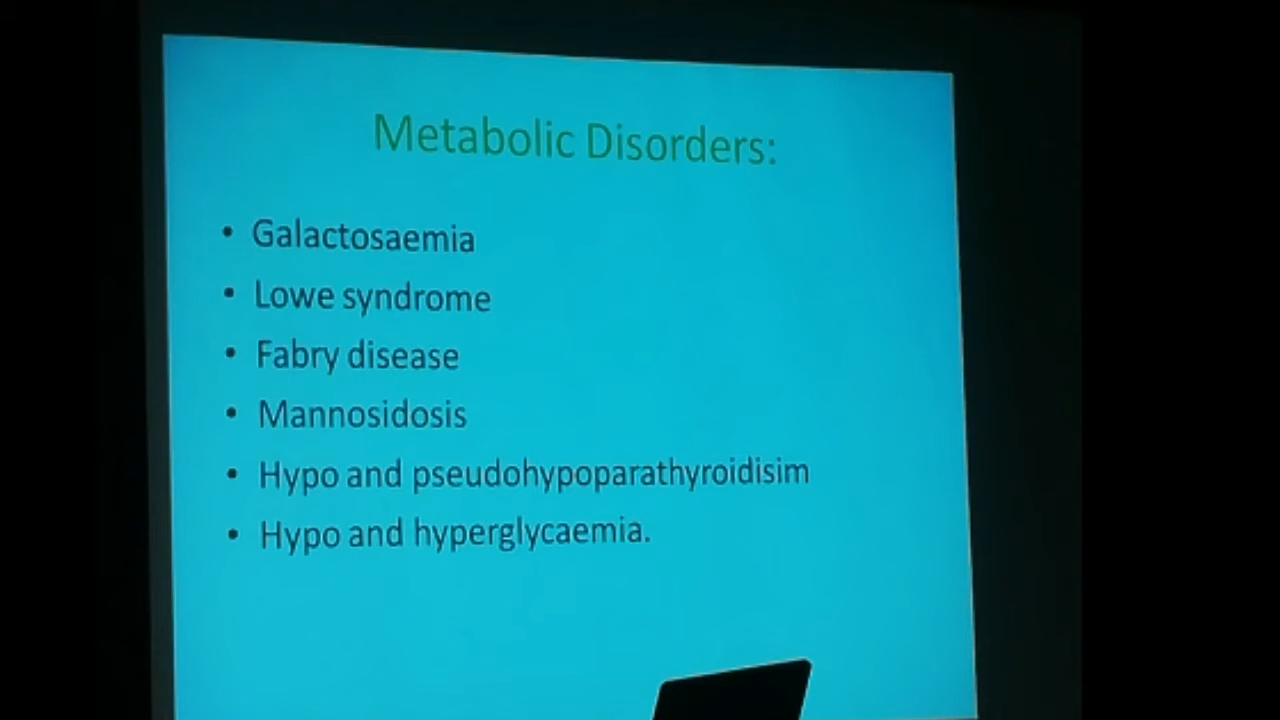 Metabolic Disorders:
• Galactosaemia
• Lowe syndrome
• Fabry disease
• Mannosidosis
• Hypo and pseudohypoparathyroidisim
• Hypo and hyperglycaemia.